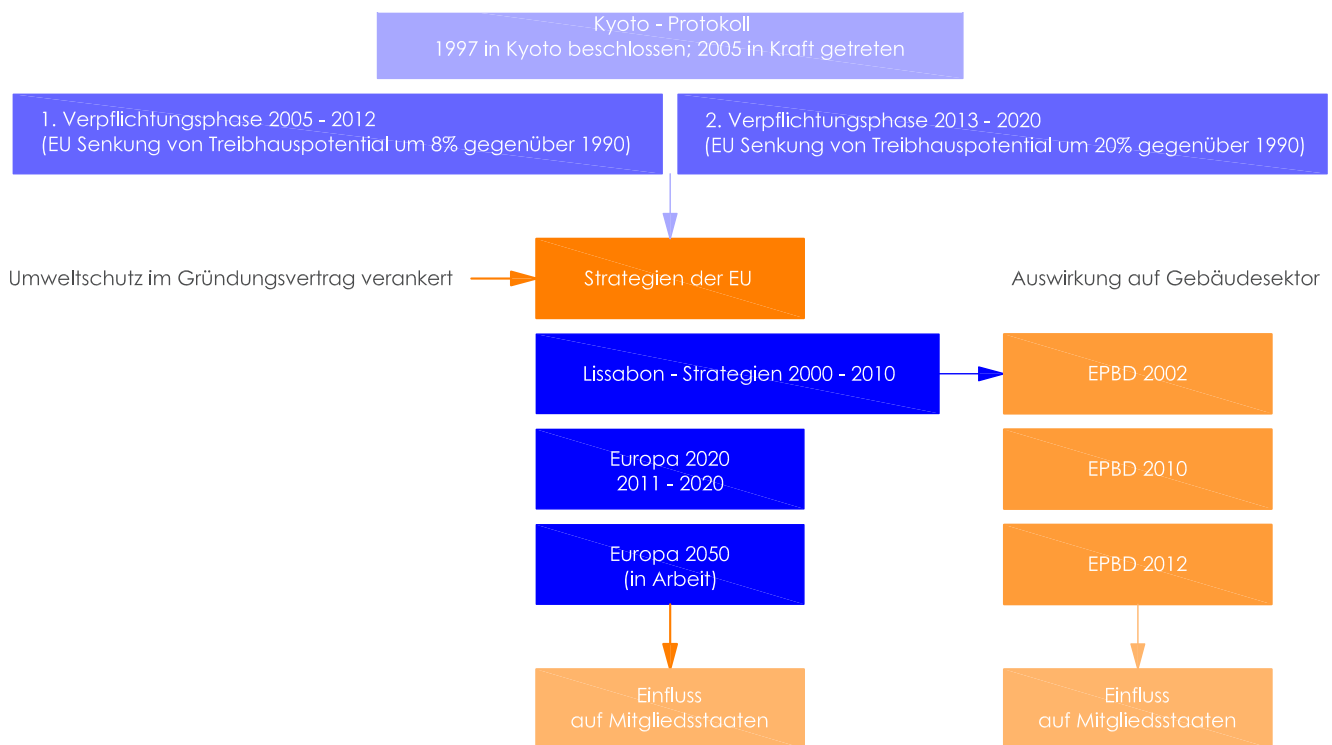 Kyoto - Protokoll
1997 in Kyoto beschlossen; 2005 in Kraft getreten
1. Verpflichtungsphase 2005 - 2012
(EU Senkung von Treibhauspotential um 8% gegenüber 1990)
2. Verpflichtungsphase 2013 - 2020
(EU Senkung von Treibhauspotential um 20% gegenüber 1990)
Umweltschutz im Gründungsvertrag verankert
Strategien der EU
Auswirkung auf Gebäudesektor
Lissabon - Strategien 2000 - 2010
EPBD 2002
Europa 2020
2011 - 2020
EPBD 2010
Europa 2050
(in Arbeit)
EPBD 2012
Einfluss
auf Mitgliedsstaaten
Einfluss
auf Mitgliedsstaaten